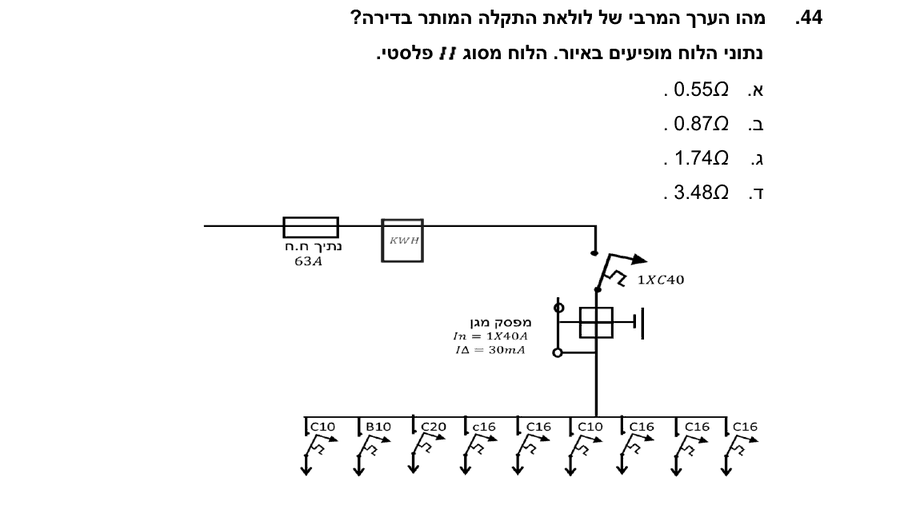 44. מהו הערך המרבי של לולאת התקלה המותר בדירה?
נתוני הלוח מופיעים באיור. הלוח מסוג II פלסטי.
א. 0.55Ω .
ב. 0.87Ω .
ג. 1.74Ω .
ד. 3.48Ω .
KWH
נתיך ח.ח
63A
1XC40
מפסק מגן
In = 1X40A
IΔ = 30mA
C10 B10 C20 c16 C16 C10 C16 C16 C16